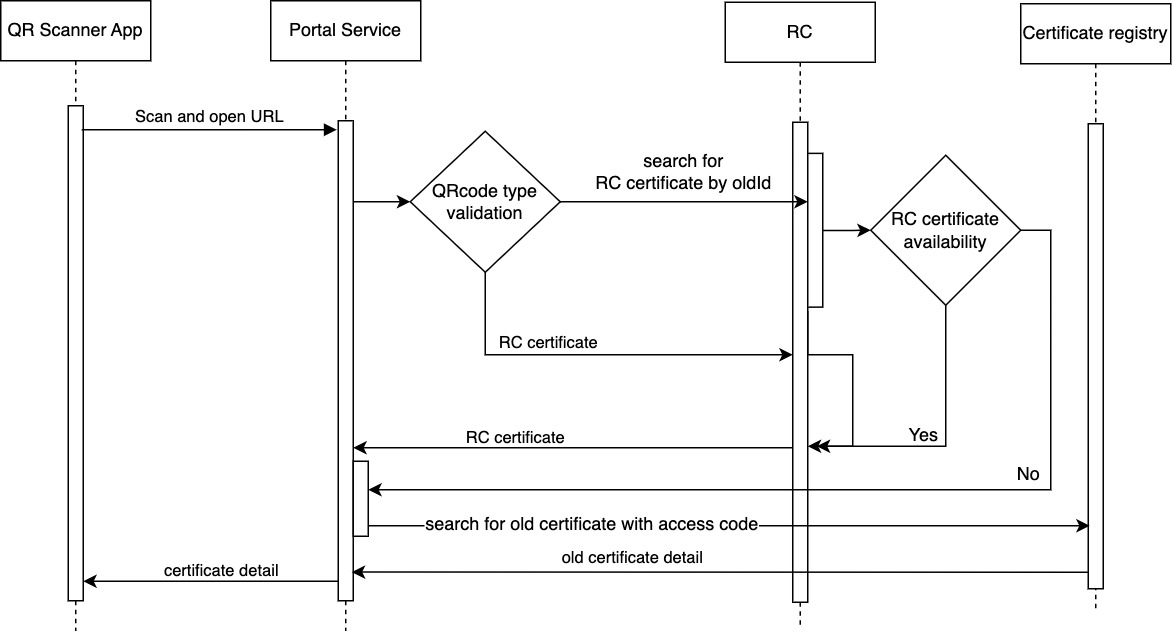 QR Scanner App
Portal Service
RC
Certificate registry
Scan and open URL
search for
RC certificate by oldId
QRcode type
validation
RC certificate
availability
RC certificate
Yes
RC certificate
No
search for old certificate with access code
old certificate detail
certificate detail